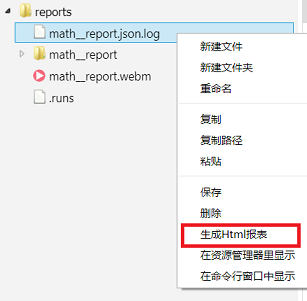 reports
math__report.json.log
math__report
math__report.webm
.runs
新建文件
新建文件夹
重命名
复制
复制路径
粘贴
保存
删除
生成Html报表
在资源管理器里显示
在命令行窗口中显示